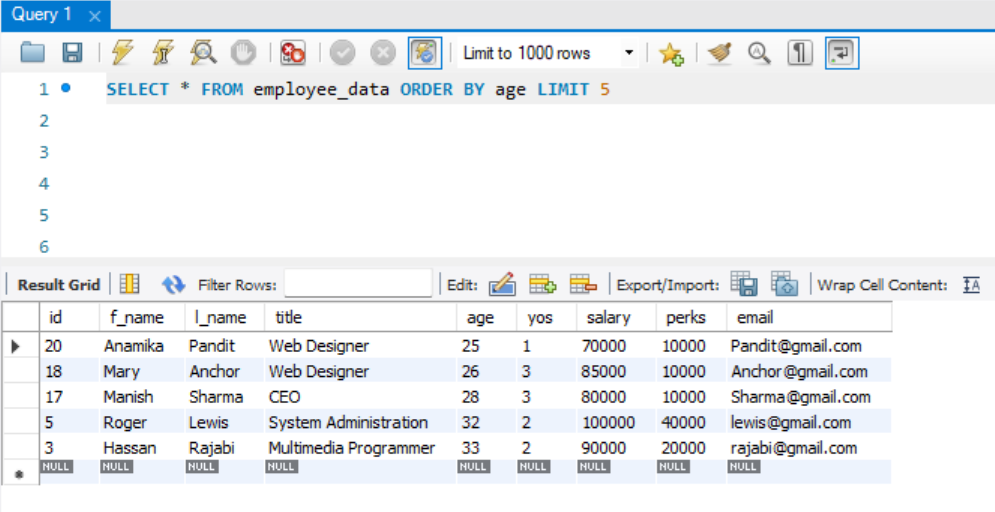 Query 1
Limit to 1000 rows
1 SELECT * FROM employee_data ORDER BY age LIMIT 5
2
3
4
5
6
Result Grid Filter Rows: Edit: Export/Import: Wrap Cell Content: IA
id f_name l_name title age yos salary perks email
20 Anamika Pandit Web Designer 25 1 70000 10000 Pandit@gmail.com
18 Mary Anchor Web Designer 26 3 85000 10000 Anchor@gmail.com
17 Manish Sharma CEO 28 3 80000 10000 Sharma@gmail.com
5 Roger Lewis System Administration 32 2 100000 40000 lewis@gmail.com
3 Hassan Rajabi Multimedia Programmer 33 2 90000 20000 rajabi@gmail.com
NULL NULL NULL NULL NULL NULL NULL NULL NULL